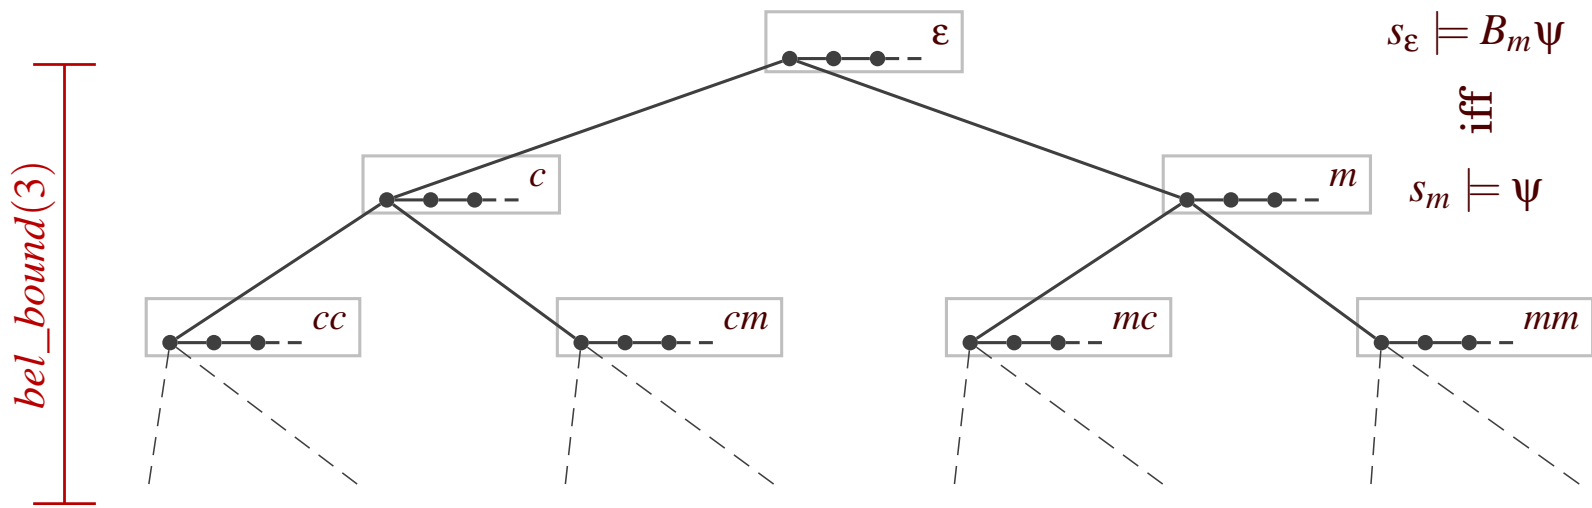 ε
s_ε ⊨ B_m ψ
iff
s_m ⊨ ψ
c
m
cc
cm
mc
mm
bel_bound(3)